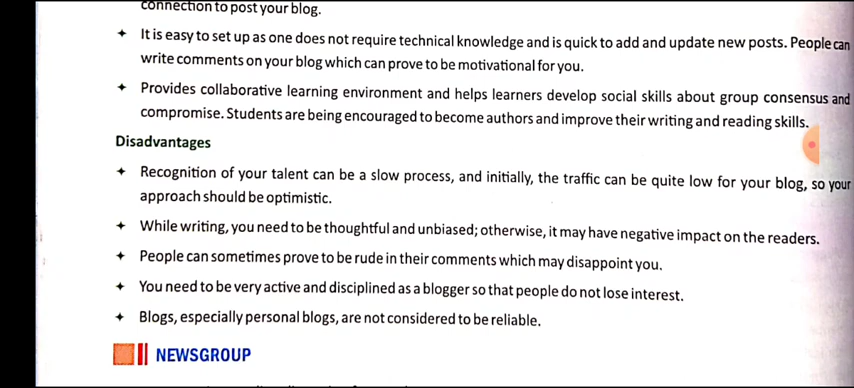 connection to post your blog.
It is easy to set up as one does not require technical knowledge and is quick to add and update new posts. People can
write comments on your blog which can prove to be motivational for you.
Provides collaborative learning environment and helps learners develop social skills about group consensus and
compromise. Students are being encouraged to become authors and improve their writing and reading skills.
Disadvantages
Recognition of your talent can be a slow process, and initially, the traffic can be quite low for your blog, so your
approach should be optimistic.
While writing, you need to be thoughtful and unbiased; otherwise, it may have negative impact on the readers.
People can sometimes prove to be rude in their comments which may disappoint you.
You need to be very active and disciplined as a blogger so that people do not lose interest.
Blogs, especially personal blogs, are not considered to be reliable.
NEWSGROUP